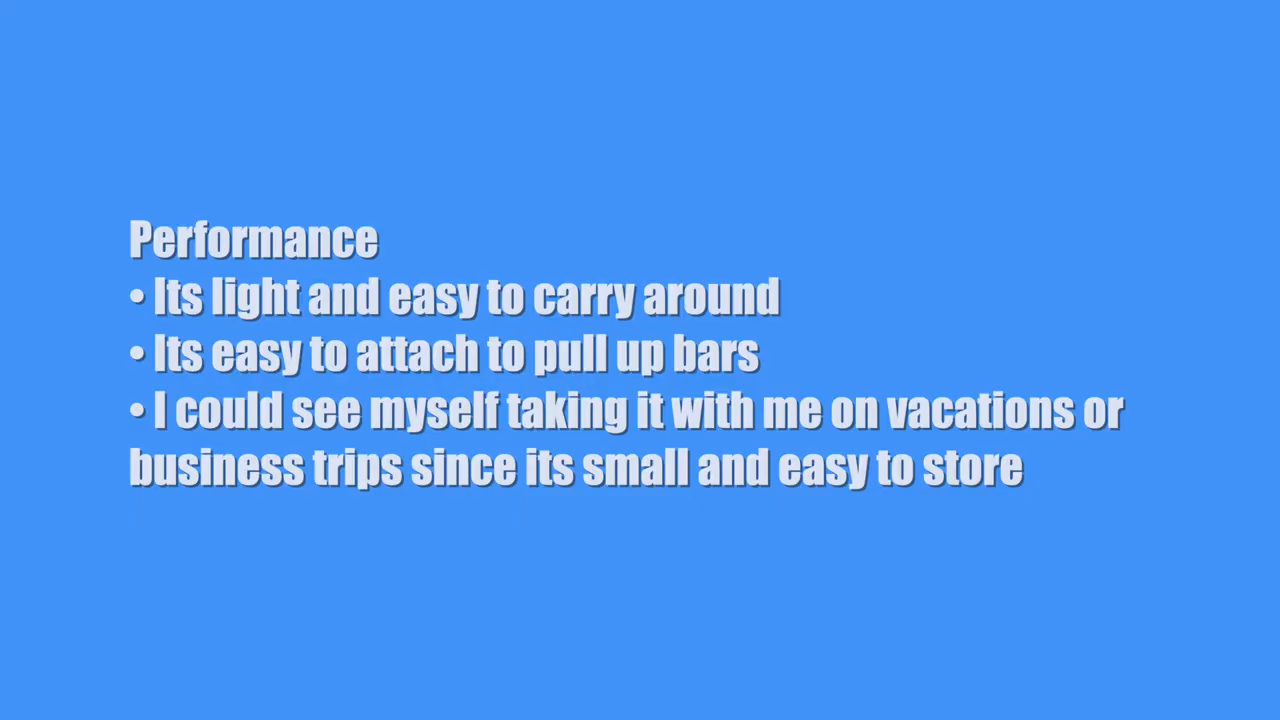 Performance
• Its light and easy to carry around
• Its easy to attach to pull up bars
• I could see myself taking it with me on vacations or
business trips since its small and easy to store